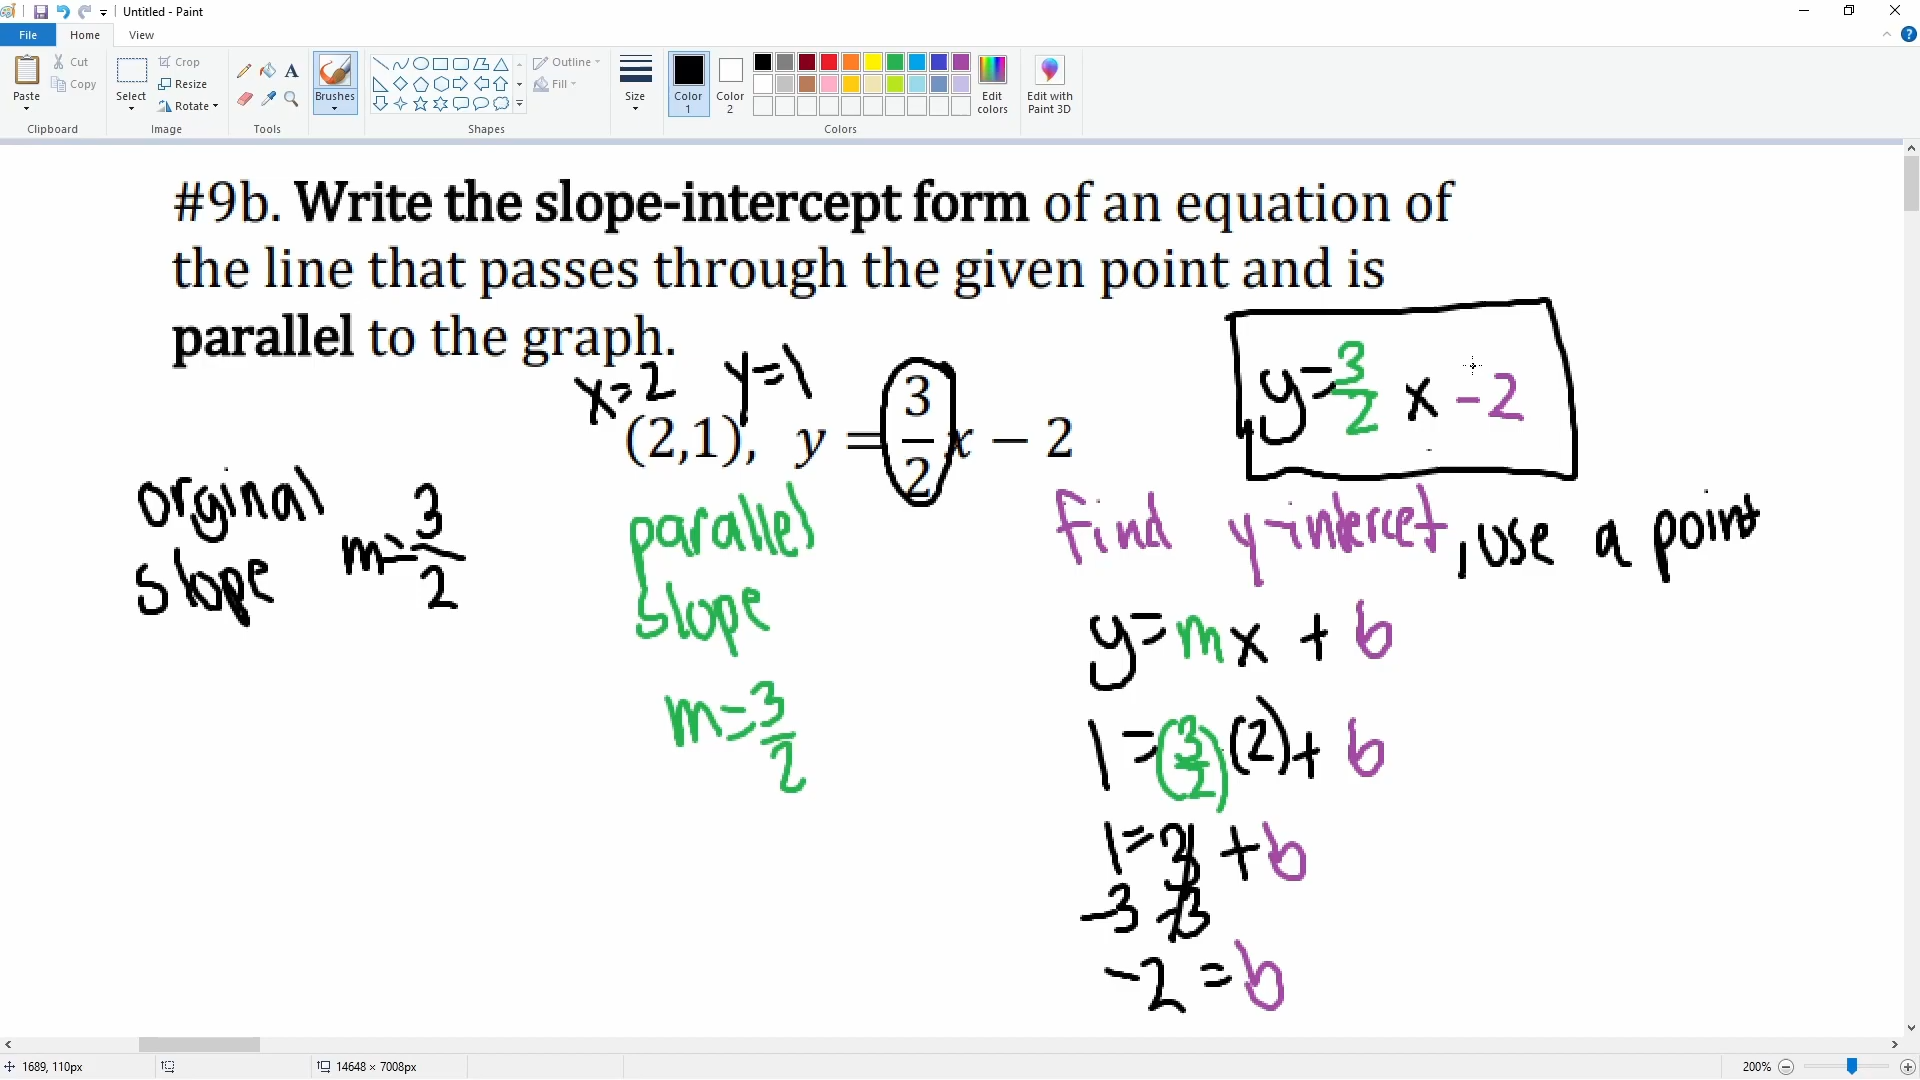 Untitled - Paint
File Home View
Paste Cut Copy Clipboard
Select Crop Resize Rotate Image
Tools
Brushes
Outline Fill Shapes
Size
Color 1 Color 2 Edit colors Colors
Edit with Paint 3D
#9b. Write the slope-intercept form of an equation of
the line that passes through the given point and is
parallel to the graph.
x=2 y=1
(2,1), y = 3/2 x − 2
y=3/2 x -2
orginal
slope m=3/2
parallel
slope
m=3/2
find y-intercet, use a point
y=mx + b
1=(3/2)(2)+ b
1=3 +b
-3 -3
-2 =b
1689, 110px
14648 × 7008px
200%